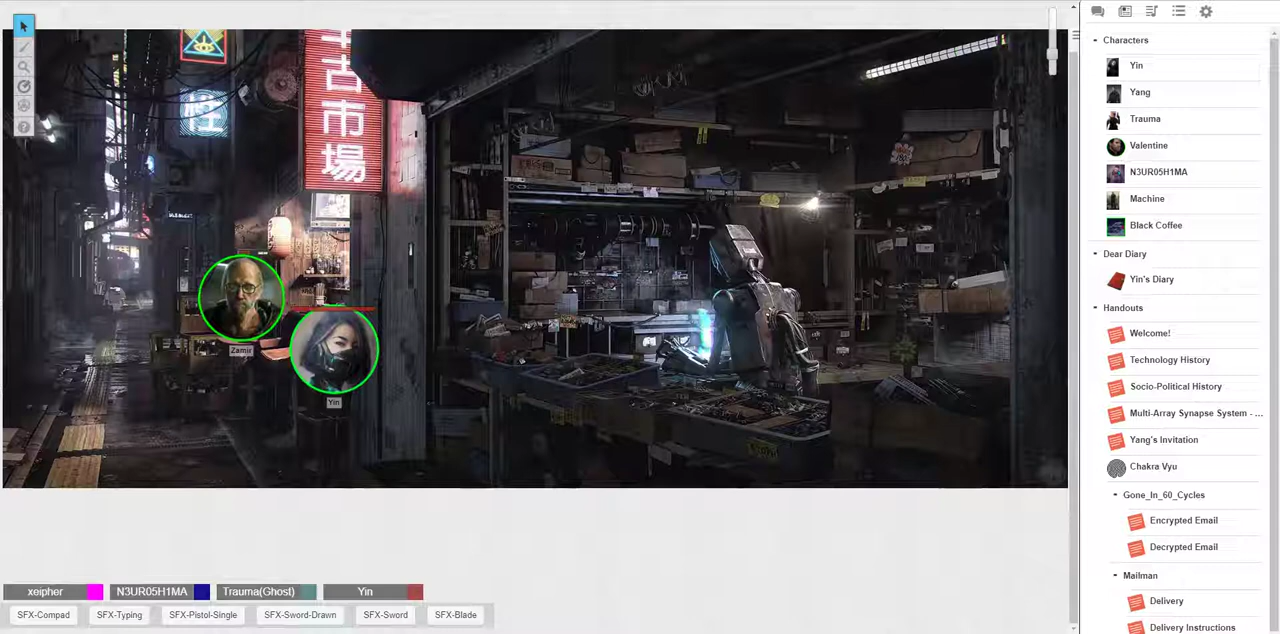 古
市
場
Zamir
Yin
xeipher
N3UR05H1MA
Trauma(Ghost)
Yin
SFX-Compad
SFX-Typing
SFX-Pistol-Single
SFX-Sword-Drawn
SFX-Sword
SFX-Blade
Characters
Yin
Yang
Trauma
Valentine
N3UR05H1MA
Machine
Black Coffee
Dear Diary
Yin's Diary
Handouts
Welcome!
Technology History
Socio-Political History
Multi-Array Synapse System - ...
Yang's Invitation
Chakra Vyu
Gone_In_60_Cycles
Encrypted Email
Decrypted Email
Mailman
Delivery
Delivery Instructions